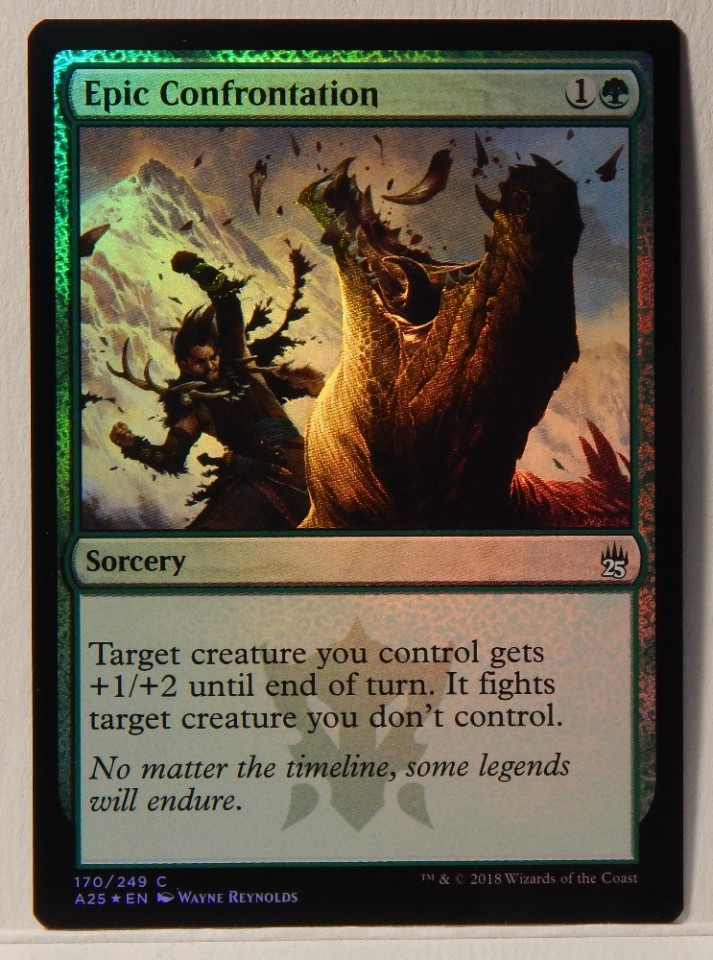 Epic Confrontation 1
Sorcery 25
Target creature you control gets
+1/+2 until end of turn. It fights
target creature you don't control.
No matter the timeline, some legends
will endure.
170/249 C
A25★EN Wayne Reynolds
™ & © 2018 Wizards of the Coast